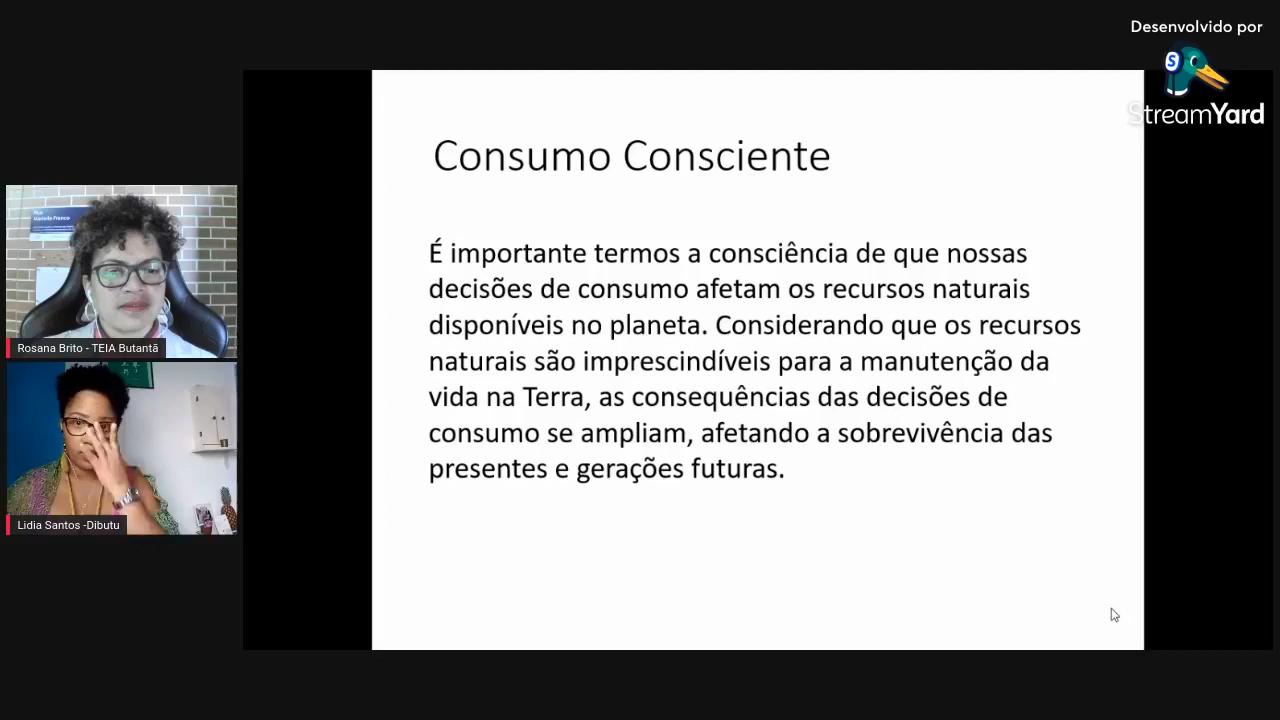 Desenvolvido por
StreamYard
Consumo Consciente
É importante termos a consciência de que nossas
decisões de consumo afetam os recursos naturais
disponíveis no planeta. Considerando que os recursos
naturais são imprescindíveis para a manutenção da
vida na Terra, as consequências das decisões de
consumo se ampliam, afetando a sobrevivência das
presentes e gerações futuras.
Marielle Franco
Rosana Brito - TEIA Butantã
Lidia Santos -Dibutu